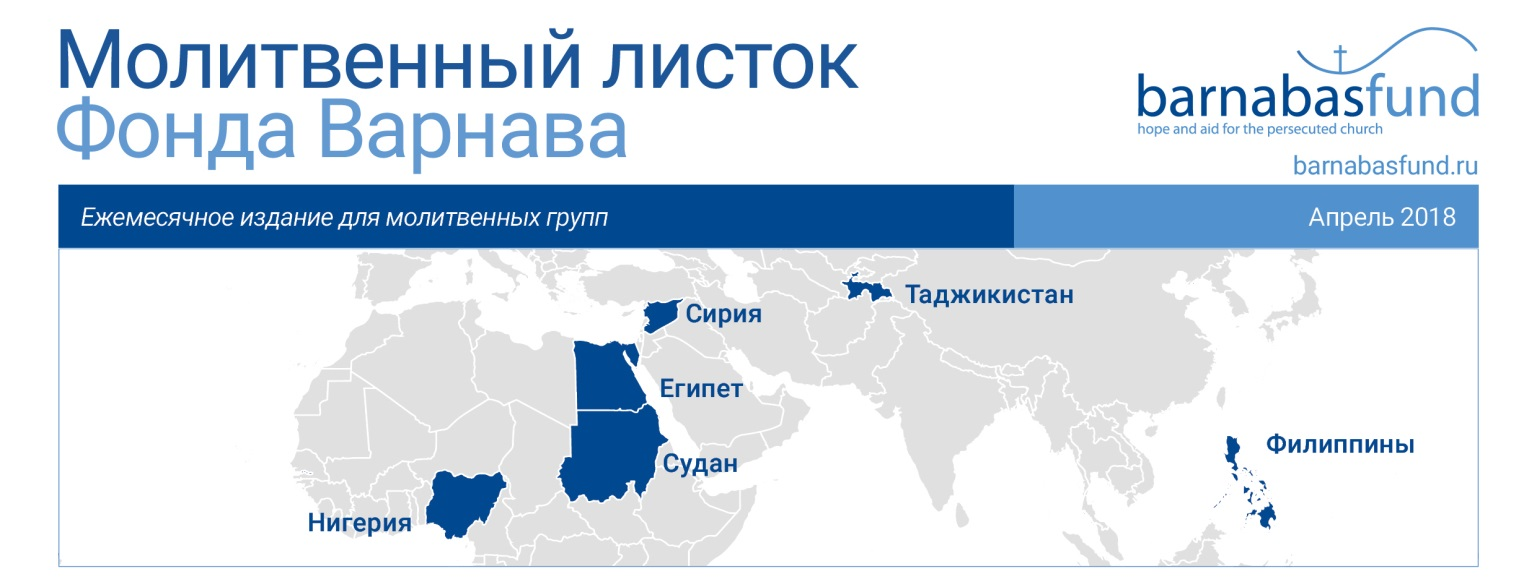 Молитвенный листок
Фонда Варнава
barnabasfund
hope and aid for the persecuted church
barnabasfund.ru
Ежемесячное издание для молитвенных групп
Апрель 2018
Таджикистан
Сирия
Египет
Филиппины
Судан
Нигерия